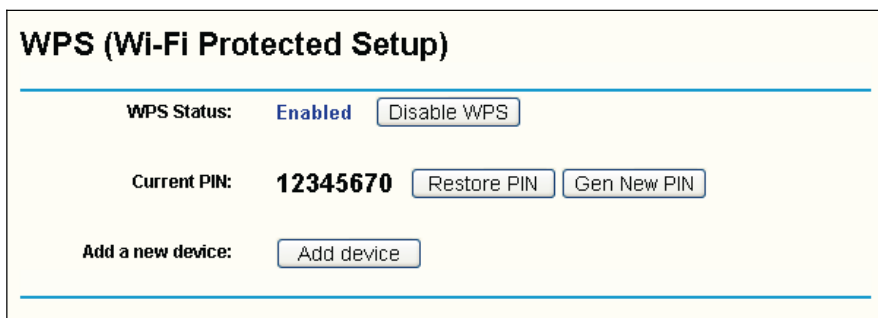 WPS (Wi-Fi Protected Setup)
WPS Status: Enabled Disable WPS
Current PIN: 12345670 Restore PIN Gen New PIN
Add a new device: Add device